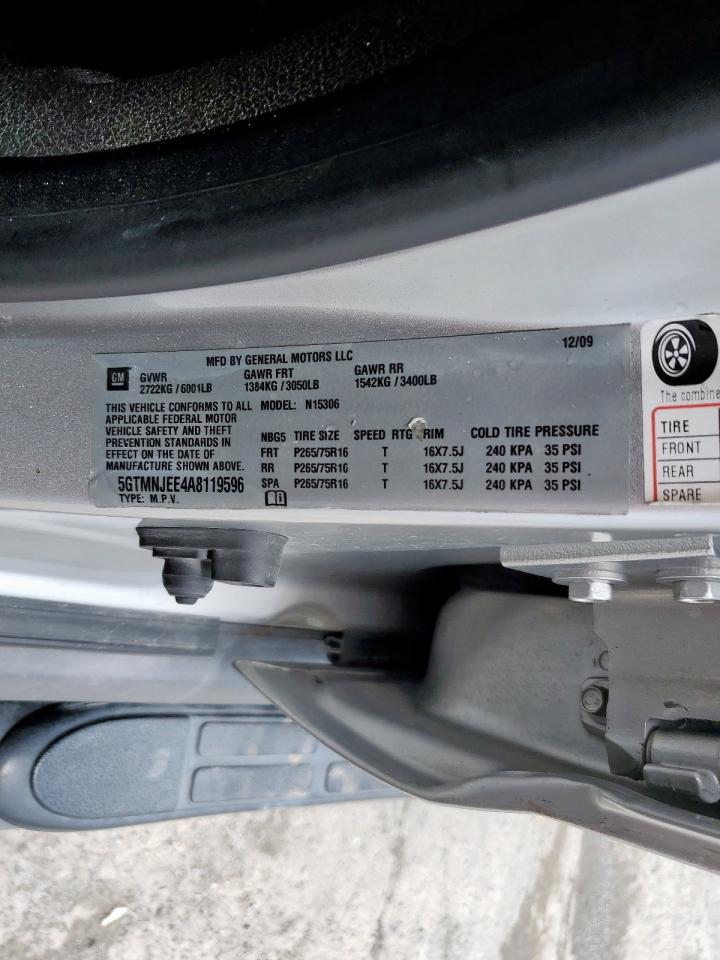 MFD BY GENERAL MOTORS LLC 12/09
GM GVWR GAWR FRT GAWR RR
2722KG / 6001LB 1384KG / 3050LB 1542KG / 3400LB
THIS VEHICLE CONFORMS TO ALL MODEL: N15306
APPLICABLE FEDERAL MOTOR
VEHICLE SAFETY AND THEFT
PREVENTION STANDARDS IN
EFFECT ON THE DATE OF
MANUFACTURE SHOWN ABOVE.
NBG5 TIRE SIZE SPEED RTG RIM COLD TIRE PRESSURE
FRT P265/75R16 T 16X7.5J 240 KPA 35 PSI
RR P265/75R16 T 16X7.5J 240 KPA 35 PSI
SPA P265/75R16 T 16X7.5J 240 KPA 35 PSI
5GTMNJEE4A8119596
TYPE: M.P.V.
The combine
TIRE
FRONT
REAR
SPARE